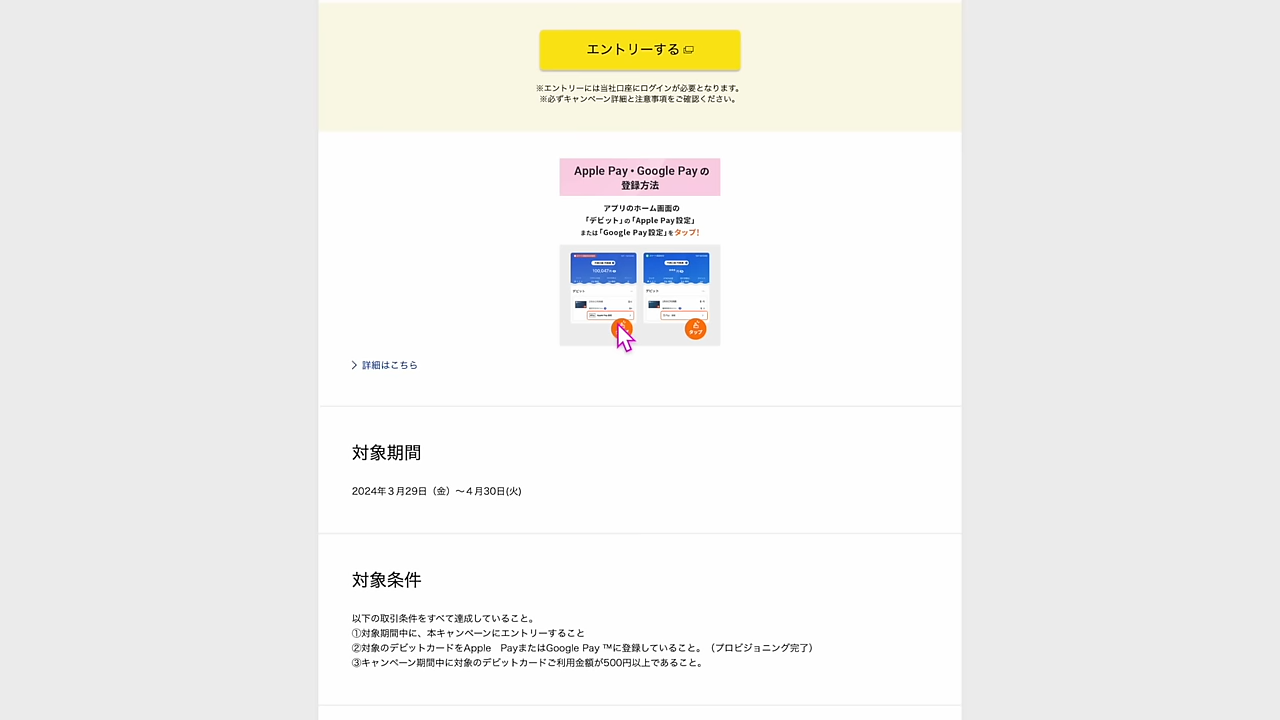 エントリーする
※エントリーには当社口座にログインが必要となります。
※必ずキャンペーン詳細と注意事項をご確認ください。
Apple Pay・Google Pay の
登録方法
アプリのホーム画面の
「デビット」の「Apple Pay 設定」
または「Google Pay 設定」をタップ!
100,047
デビット
デビット
タップ
詳細はこちら
対象期間
2024年３月29日（金）～４月30日(火)
対象条件
以下の取引条件をすべて達成していること。
①対象期間中に、本キャンペーンにエントリーすること
②対象のデビットカードをApple　PayまたはGoogle Pay ™に登録していること。（プロビジョニング完了）
③キャンペーン期間中に対象のデビットカードご利用金額が500円以上であること。